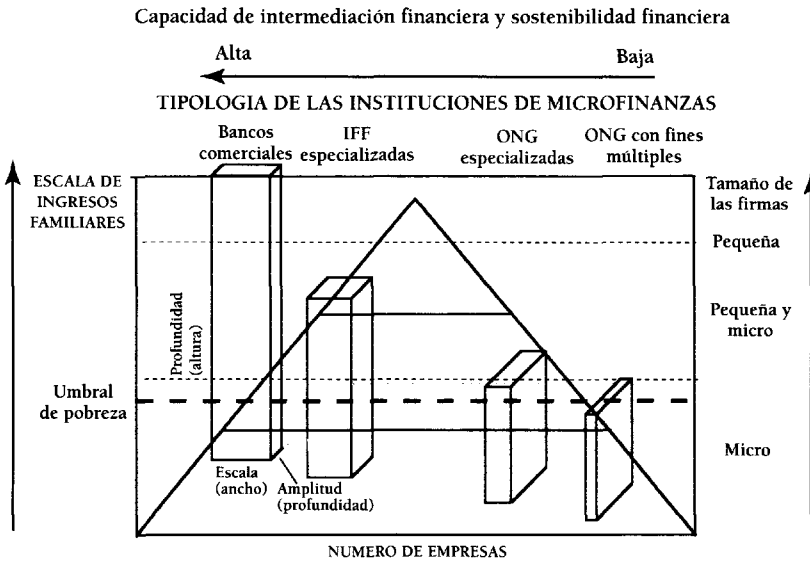 Capacidad de intermediación financiera y sostenibilidad financiera
Alta
Baja
TIPOLOGIA DE LAS INSTITUCIONES DE MICROFINANZAS
Bancos
comerciales
IFF
especializadas
ONG
especializadas
ONG con fines
múltiples
ESCALA DE
INGRESOS
FAMILIARES
Tamaño de
las firmas
Pequeña
Profundidad
(altura)
Pequeña y
micro
Umbral
de pobreza
Micro
Escala
(ancho)
Amplitud
(profundidad)
NUMERO DE EMPRESAS